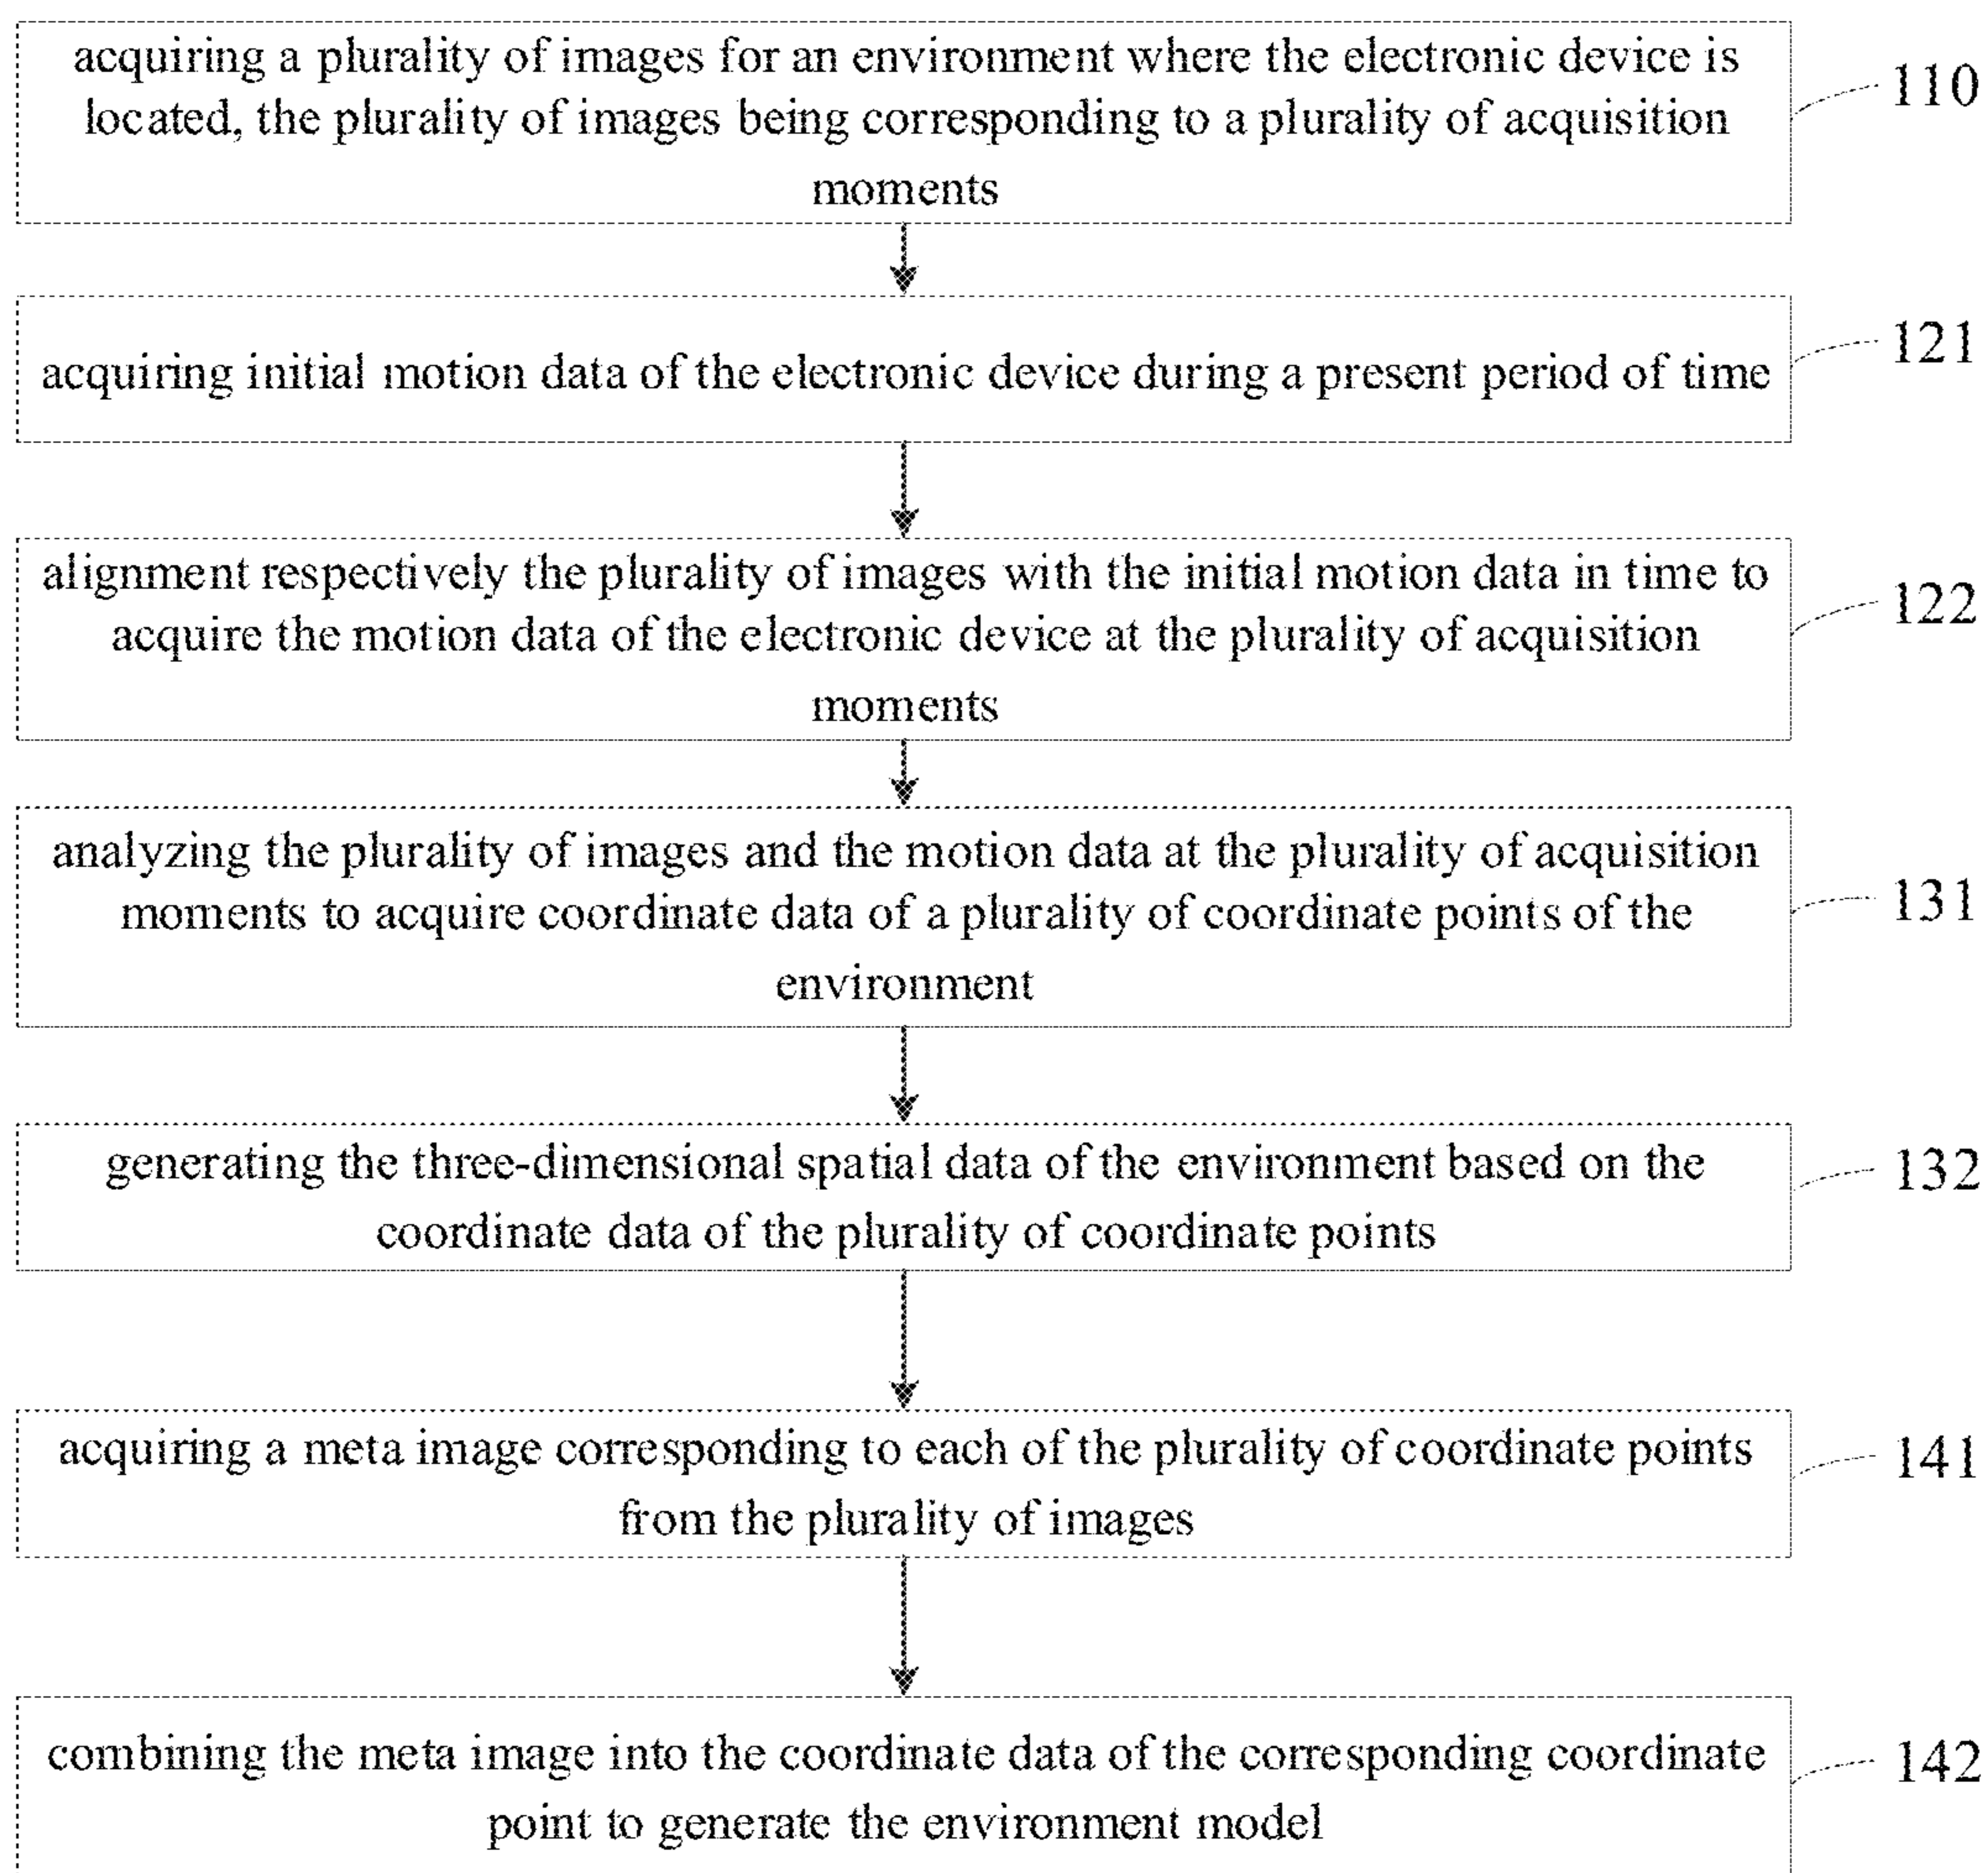 acquiring a plurality of images for an environment where the electronic device is
located, the plurality of images being corresponding to a plurality of acquisition
moments
110
acquiring initial motion data of the electronic device during a present period of time
121
alignment respectively the plurality of images with the initial motion data in time to
acquire the motion data of the electronic device at the plurality of acquisition
moments
122
analyzing the plurality of images and the motion data at the plurality of acquisition
moments to acquire coordinate data of a plurality of coordinate points of the
environment
131
generating the three-dimensional spatial data of the environment based on the
coordinate data of the plurality of coordinate points
132
acquiring a meta image corresponding to each of the plurality of coordinate points
from the plurality of images
141
combining the meta image into the coordinate data of the corresponding coordinate
point to generate the environment model
142